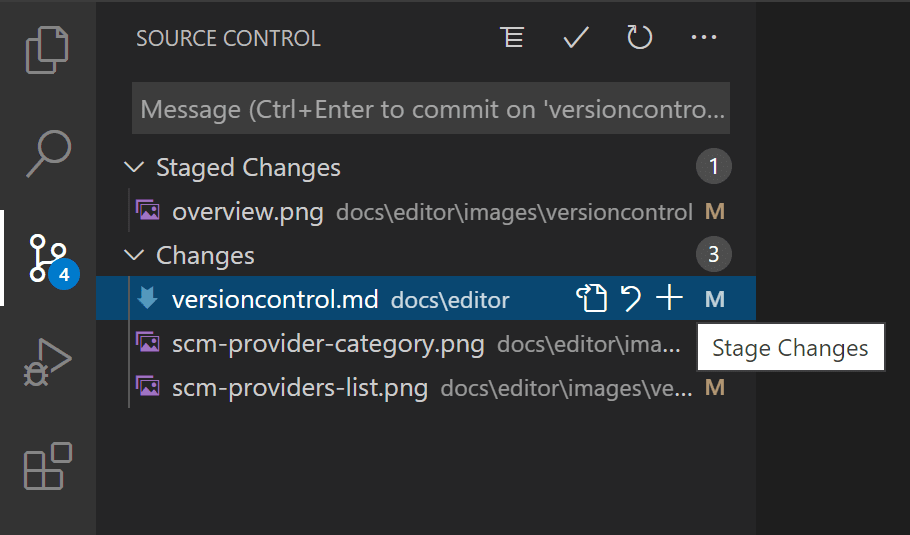 SOURCE CONTROL
Message (Ctrl+Enter to commit on 'versioncontro...
Staged Changes 1
overview.png docs\editor\images\versioncontrol M
Changes 3
4
versioncontrol.md docs\editor M
scm-provider-category.png docs\editor\ima...
Stage Changes
scm-providers-list.png docs\editor\images\ve... M